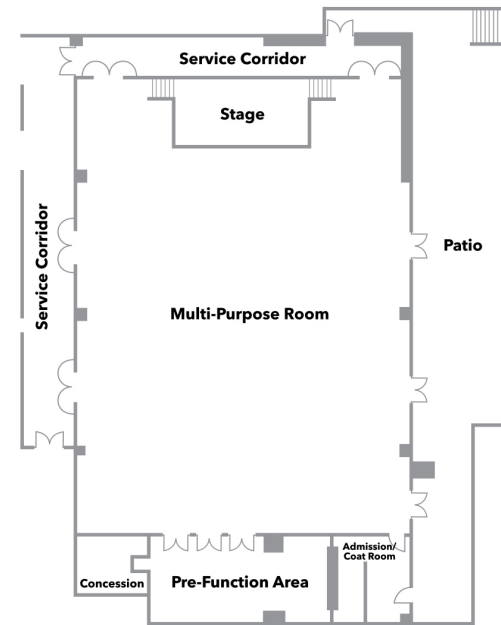 Service Corridor
Stage
Service Corridor
Patio
Multi-Purpose Room
Admission/
Coat Room
Concession
Pre-Function Area